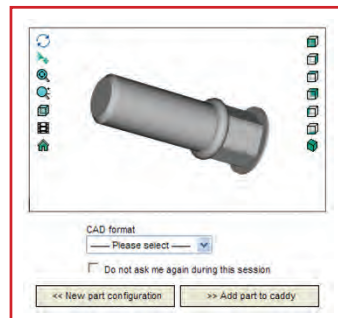 CAD format
—— Please select ——
Do not ask me again during this session
<< New part configuration
>> Add part to caddy